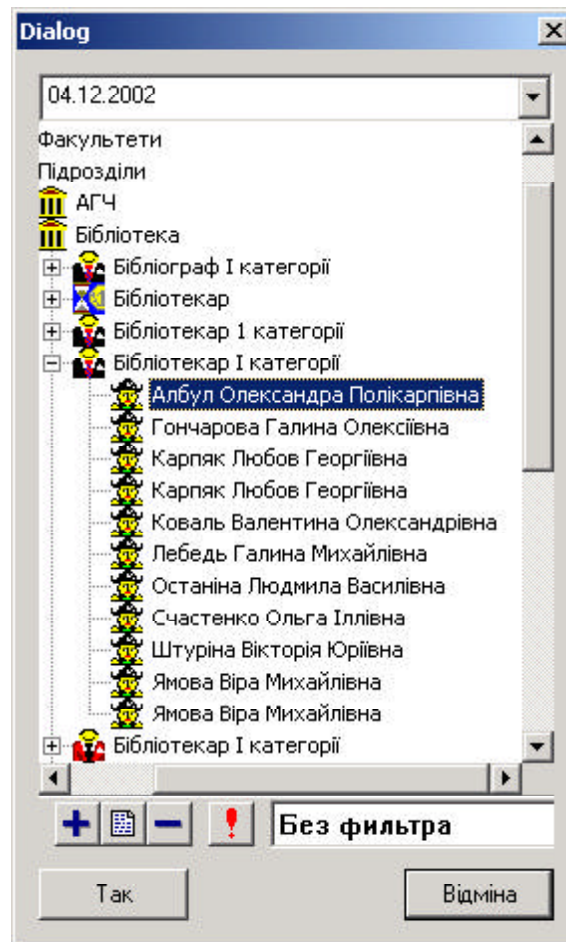 Dialog
04.12.2002
Факультети
Підрозділи
АГЧ
Бібліотека
Бібліограф І категорії
Бібліотекар
Бібліотекар 1 категорії
Бібліотекар І категорії
Албул Олександра Полікарпівна
Гончарова Галина Олексіївна
Карпяк Любов Георгіївна
Карпяк Любов Георгіївна
Коваль Валентина Олександрівна
Лебедь Галина Михайлівна
Останіна Людмила Василівна
Счастенко Ольга Іллівна
Штуріна Вікторія Юріївна
Ямова Віра Михайлівна
Ямова Віра Михайлівна
Бібліотекар І категорії
Без фильтра
Так Відміна